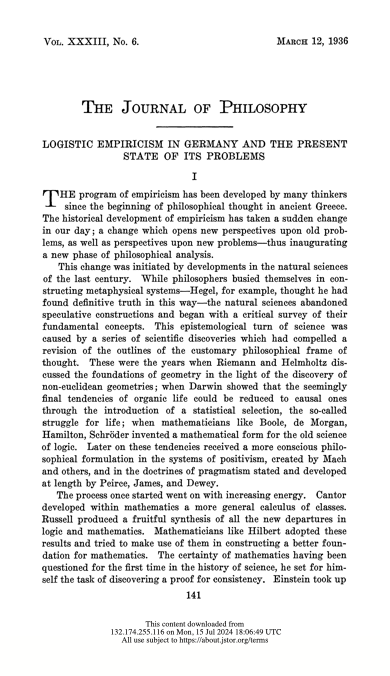 VOL. XXXIII, No. 6. MARCH 12, 1936
THE JOURNAL OF PHILOSOPHY
LOGISTIC EMPIRICISM IN GERMANY AND THE PRESENT
STATE OF ITS PROBLEMS
I
THE program of empiricism has been developed by many thinkers
since the beginning of philosophical thought in ancient Greece.
The historical development of empiricism has taken a sudden change
in our day; a change which opens new perspectives upon old prob-
lems, as well as perspectives upon new problems—thus inaugurating
a new phase of philosophical analysis.
This change was initiated by developments in the natural sciences
of the last century. While philosophers busied themselves in con-
structing metaphysical systems—Hegel, for example, thought he had
found definitive truth in this way—the natural sciences abandoned
speculative constructions and began with a critical survey of their
fundamental concepts. This epistemological turn of science was
caused by a series of scientific discoveries which had compelled a
revision of the outlines of the customary philosophical frame of
thought. These were the years when Riemann and Helmholtz dis-
cussed the foundations of geometry in the light of the discovery of
non-euclidean geometries; when Darwin showed that the seemingly
final tendencies of organic life could be reduced to causal ones
through the introduction of a statistical selection, the so-called
struggle for life; when mathematicians like Boole, de Morgan,
Hamilton, Schröder invented a mathematical form for the old science
of logic. Later on these tendencies received a more conscious philo-
sophical formulation in the systems of positivism, created by Mach
and others, and in the doctrines of pragmatism stated and developed
at length by Peirce, James, and Dewey.
The process once started went on with increasing energy. Cantor
developed within mathematics a more general calculus of classes.
Russell produced a fruitful synthesis of all the new departures in
logic and mathematics. Mathematicians like Hilbert adopted these
results and tried to make use of them in constructing a better foun-
dation for mathematics. The certainty of mathematics having been
questioned for the first time in the history of science, he set for him-
self the task of discovering a proof for consistency. Einstein took up
141
This content downloaded from
132.174.255.116 on Mon, 15 Jul 2024 18:06:49 UTC
All use subject to https://about.jstor.org/terms